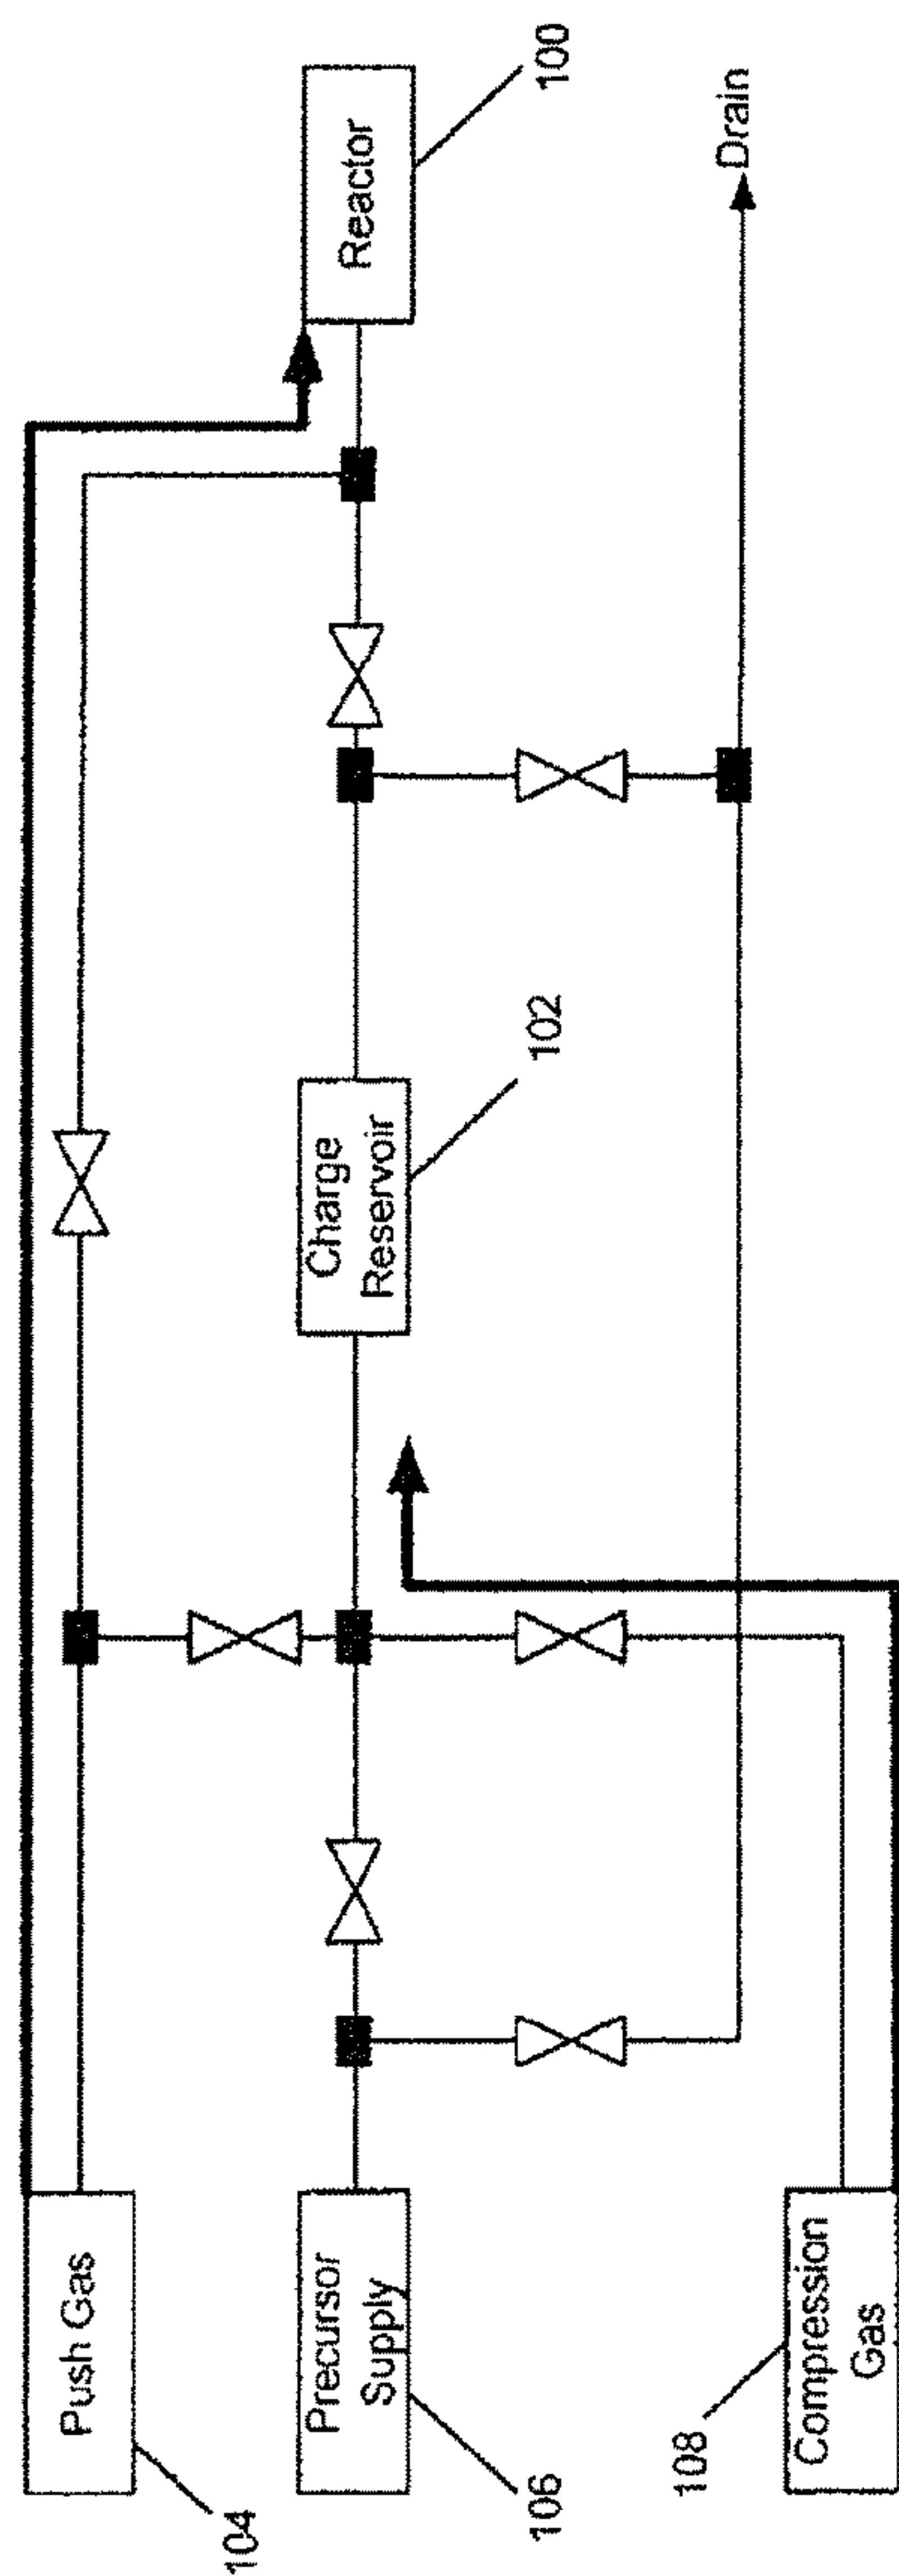 Push Gas
104
Reactor
100
Precursor
Supply
106
Charge
Reservoir
102
Drain
Compression
Gas
108